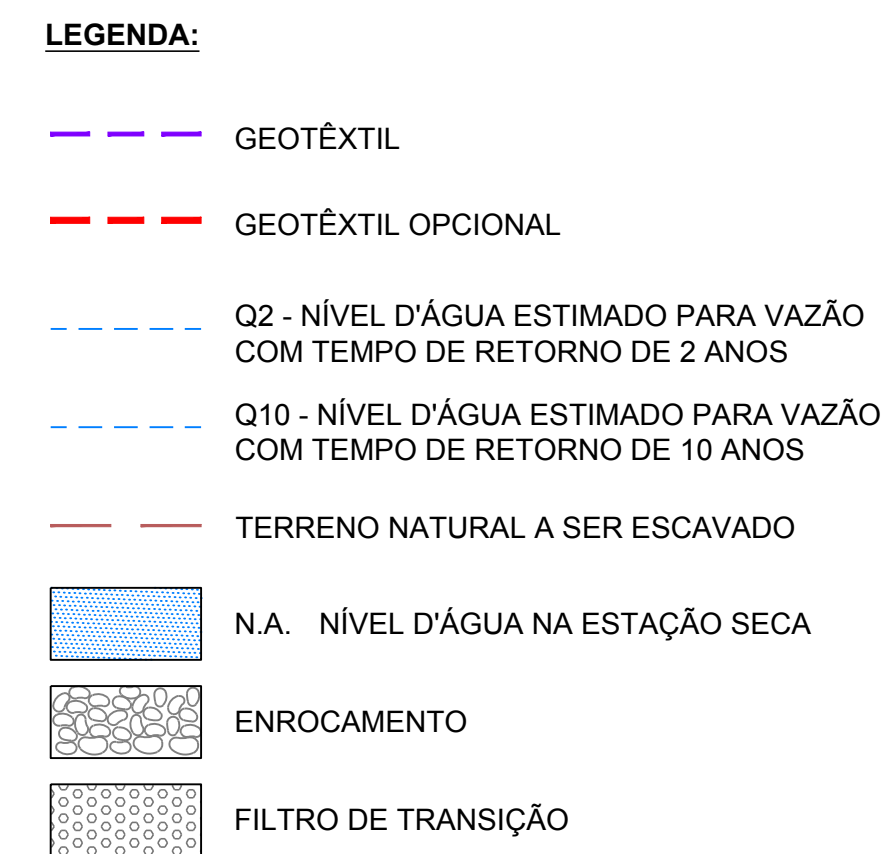 LEGENDA:
GEOTÊXTIL
GEOTÊXTIL OPCIONAL
Q2 - NÍVEL D'ÁGUA ESTIMADO PARA VAZÃO
COM TEMPO DE RETORNO DE 2 ANOS
Q10 - NÍVEL D'ÁGUA ESTIMADO PARA VAZÃO
COM TEMPO DE RETORNO DE 10 ANOS
TERRENO NATURAL A SER ESCAVADO
N.A. NÍVEL D'ÁGUA NA ESTAÇÃO SECA
ENROCAMENTO
FILTRO DE TRANSIÇÃO